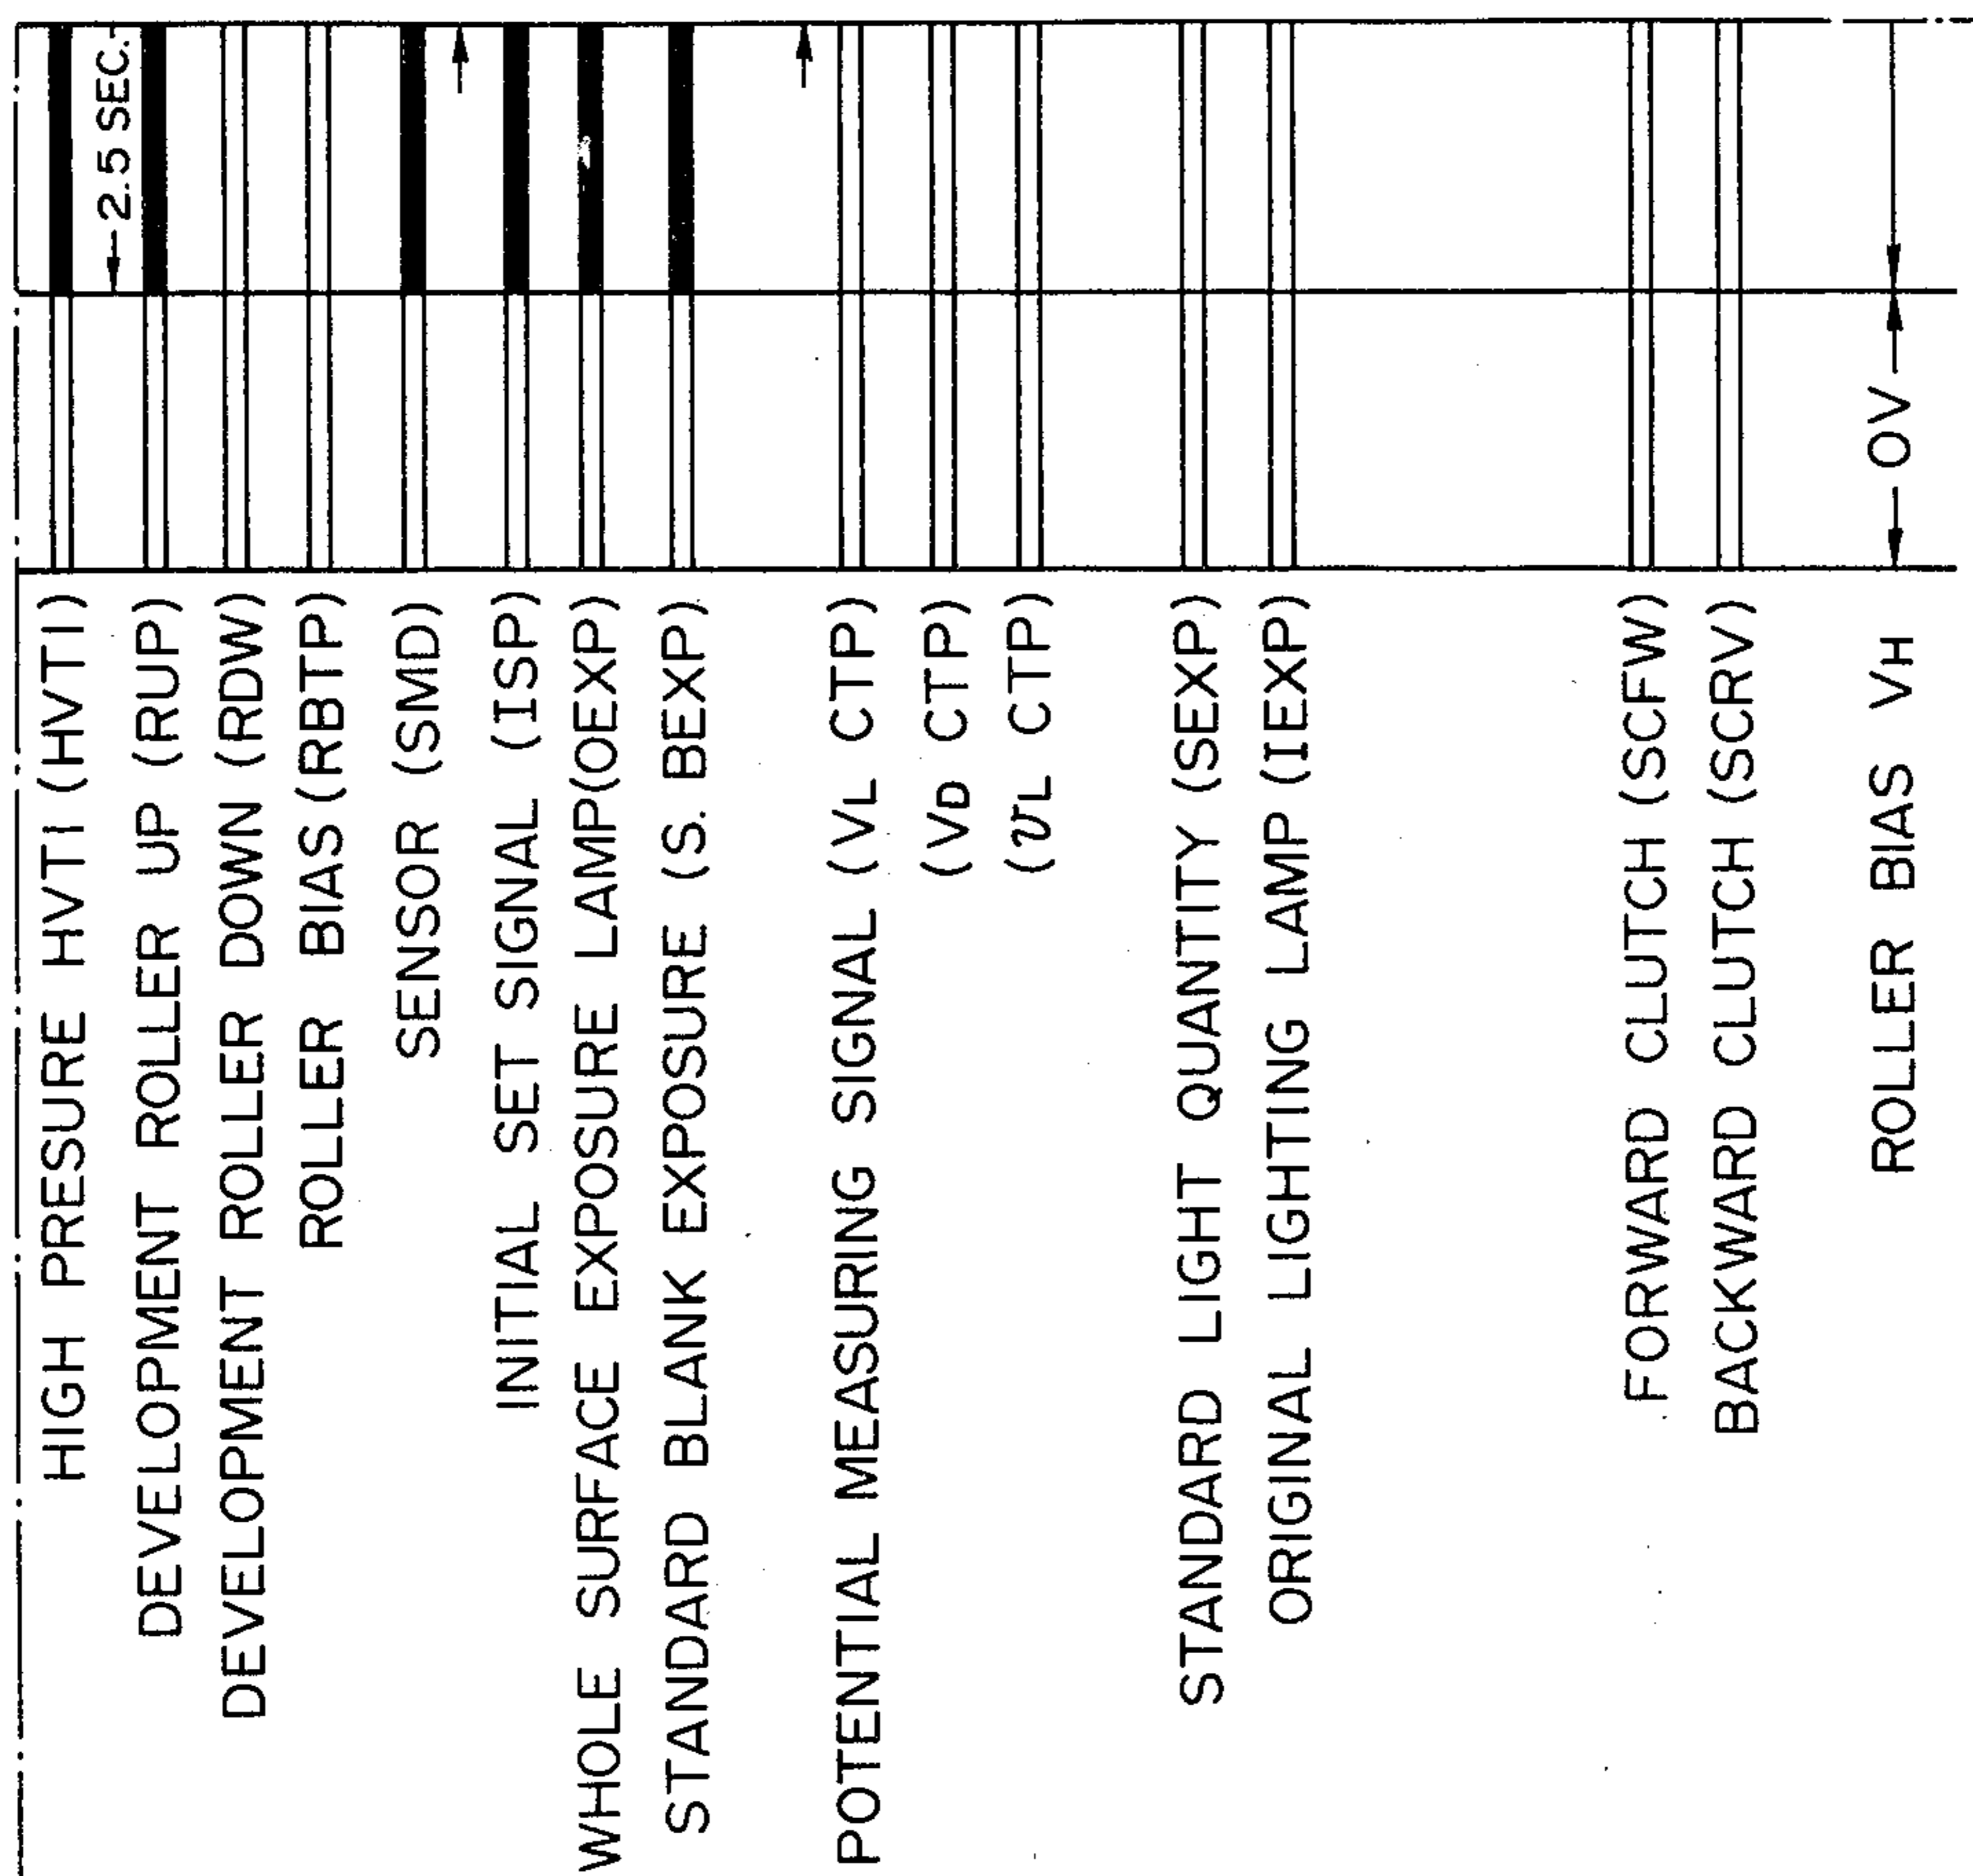 HIGH PRESURE HVT1 (HVT1)
2.5 SEC.
DEVELOPMENT ROLLER UP (RUP)
DEVELOPMENT ROLLER DOWN (RDW)
ROLLER BIAS (RBTP)
SENSOR (SMD)
INITIAL SET SIGNAL (ISP)
WHOLE SURFACE EXPOSURE LAMP(OEXP)
STANDARD BLANK EXPOSURE (S. BEXP)
POTENTIAL MEASURING SIGNAL (VL CTP)
(VD CTP)
(vL CTP)
STANDARD LIGHT QUANTITY (SEXP)
ORIGINAL LIGHTING LAMP (IEXP)
FORWARD CLUTCH (SCFW)
BACKWARD CLUTCH (SCRV)
ROLLER BIAS VH
0V